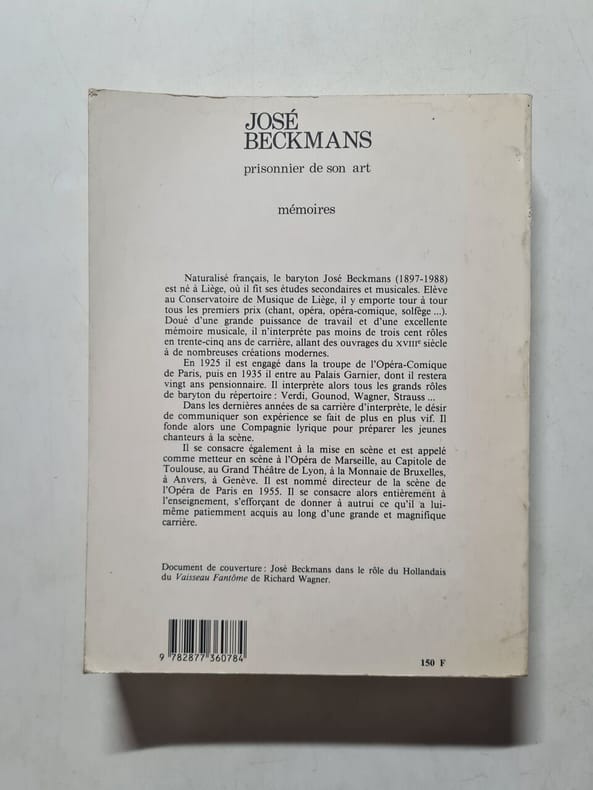 JOSÉ
BECKMANS
prisonnier de son art
mémoires
Naturalisé français, le baryton José Beckmans (1897-1988)
est né à Liège, où il fit ses études secondaires et musicales. Elève
au Conservatoire de Musique de Liège, il y emporte tour à tour
tous les premiers prix (chant, opéra, opéra-comique, solfège ...).
Doué d'une grande puissance de travail et d'une excellente
mémoire musicale, il n'interprète pas moins de trois cent rôles
en trente-cinq ans de carrière, allant des ouvrages du XVIIIe siècle
à de nombreuses créations modernes.
En 1925 il est engagé dans la troupe de l'Opéra-Comique
de Paris, puis en 1935 il entre au Palais Garnier, dont il restera
vingt ans pensionnaire. Il interprète alors tous les grands rôles
de baryton du répertoire : Verdi, Gounod, Wagner, Strauss ...
Dans les dernières années de sa carrière d'interprète, le désir
de communiquer son expérience se fait de plus en plus vif. Il
fonde alors une Compagnie lyrique pour préparer les jeunes
chanteurs à la scène.
Il se consacre également à la mise en scène et est appelé
comme metteur en scène à l'Opéra de Marseille, au Capitole de
Toulouse, au Grand Théâtre de Lyon, à la Monnaie de Bruxelles,
à Anvers, à Genève. Il est nommé directeur de la scène de
l'Opéra de Paris en 1955. Il se consacre alors entièrement à
l'enseignement, s'efforçant de donner à autrui ce qu'il a lui-
même patiemment acquis au long d'une grande et magnifique
carrière.
Document de couverture : José Beckmans dans le rôle du Hollandais
du Vaisseau Fantôme de Richard Wagner.
9 782877 360784
150 F